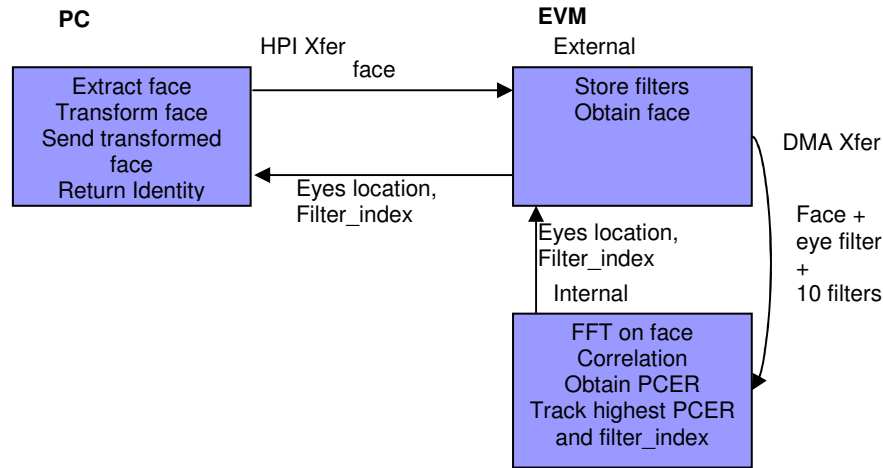 PC
EVM
HPI Xfer
face
External
Extract face
Transform face
Send transformed
face
Return Identity
Store filters
Obtain face
DMA Xfer
Eyes location,
Filter_index
Face +
eye filter
+
10 filters
Eyes location,
Filter_index
Internal
FFT on face
Correlation
Obtain PCER
Track highest PCER
and filter_index